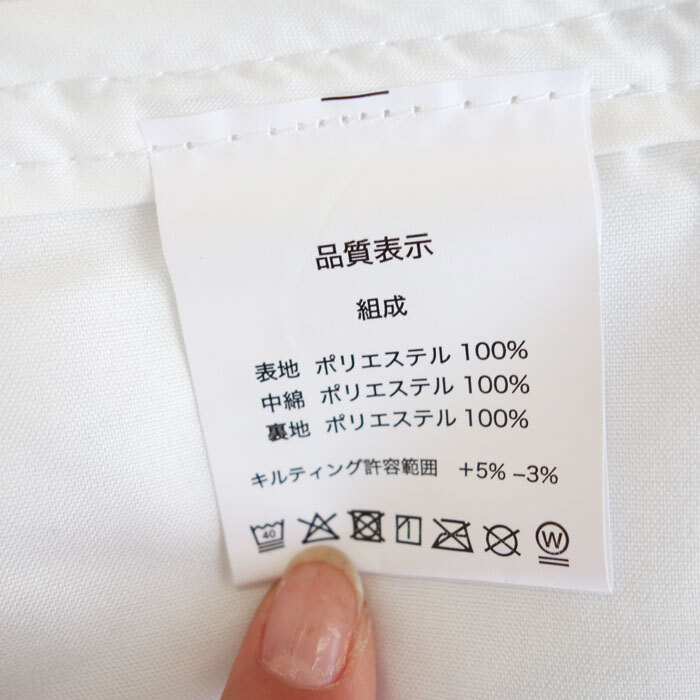 品質表示
組成
表地 ポリエステル 100%
中綿 ポリエステル 100%
裏地 ポリエステル 100%
キルティング許容範囲 +5% –3%
40 W